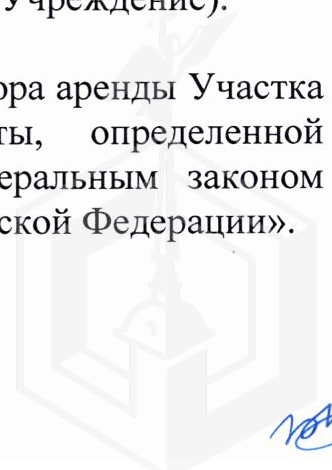 Учреждение).
ора аренды Участка
ты, определенной
еральным законом
ской Федерации».